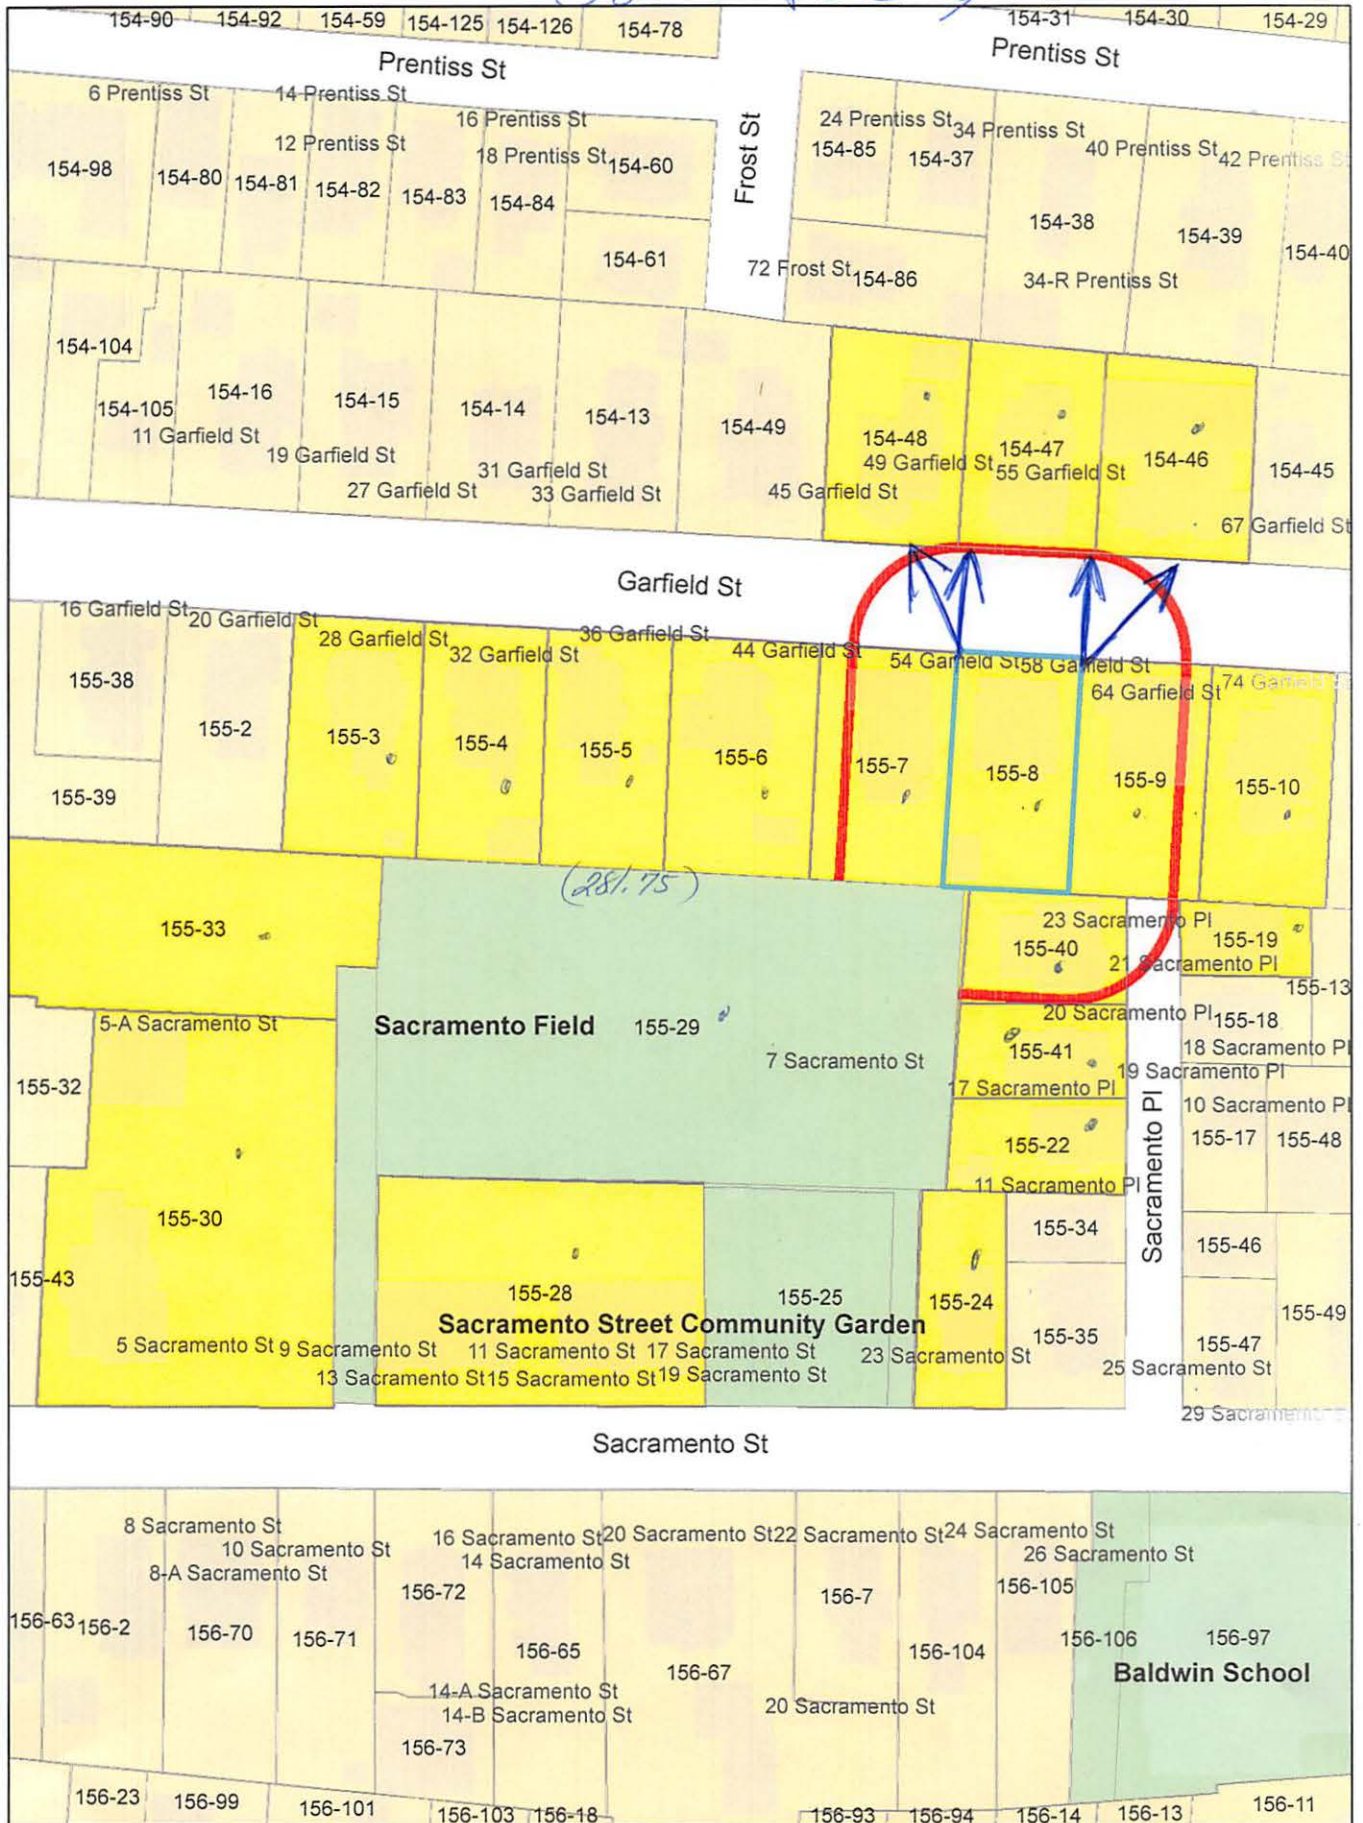 154-90 154-92 154-59 154-125 154-126 154-78 154-31 154-30 154-29
Prentiss St
Prentiss St
6 Prentiss St 14 Prentiss St
16 Prentiss St
24 Prentiss St 34 Prentiss St
12 Prentiss St 18 Prentiss St
40 Prentiss St 42 Prentiss St
Frost St
154-98 154-80 154-81 154-82 154-83 154-84 154-60
154-85 154-37
154-38 154-39 154-40
154-61
72 Frost St 154-86 34-R Prentiss St
154-104
154-105 154-16 154-15 154-14 154-13 154-49
154-48 154-47 154-46 154-45
11 Garfield St
19 Garfield St
27 Garfield St
31 Garfield St
33 Garfield St
45 Garfield St
49 Garfield St
55 Garfield St
67 Garfield St
Garfield St
16 Garfield St 20 Garfield St
28 Garfield St
32 Garfield St
36 Garfield St
44 Garfield St
54 Garfield St 58 Garfield St
64 Garfield St
74 Garfield St
155-38
155-2 155-3 155-4 155-5 155-6 155-7 155-8 155-9 155-10
155-39
(281.75)
155-33
23 Sacramento Pl
155-40 155-19
21 Sacramento Pl
155-13
5-A Sacramento St
Sacramento Field 155-29
20 Sacramento Pl 155-18
7 Sacramento St
155-41
18 Sacramento Pl
19 Sacramento Pl
155-32
17 Sacramento Pl
10 Sacramento Pl
155-22 155-17 155-48
11 Sacramento Pl
Sacramento Pl
155-30
155-34 155-46
155-43
155-28 155-25 155-24
155-49
Sacramento Street Community Garden
155-35 155-47
5 Sacramento St 9 Sacramento St 11 Sacramento St 17 Sacramento St 23 Sacramento St
25 Sacramento St
13 Sacramento St 15 Sacramento St 19 Sacramento St
29 Sacramento St
Sacramento St
8 Sacramento St
10 Sacramento St
8-A Sacramento St
16 Sacramento St 20 Sacramento St 22 Sacramento St 24 Sacramento St
14 Sacramento St
26 Sacramento St
156-72 156-7 156-105
156-63 156-2 156-70 156-71 156-65 156-67 156-104 156-106 156-97
Baldwin School
14-A Sacramento St
14-B Sacramento St
20 Sacramento St
156-73
156-23 156-99 156-101 156-103 156-18 156-93 156-94 156-14 156-13 156-11